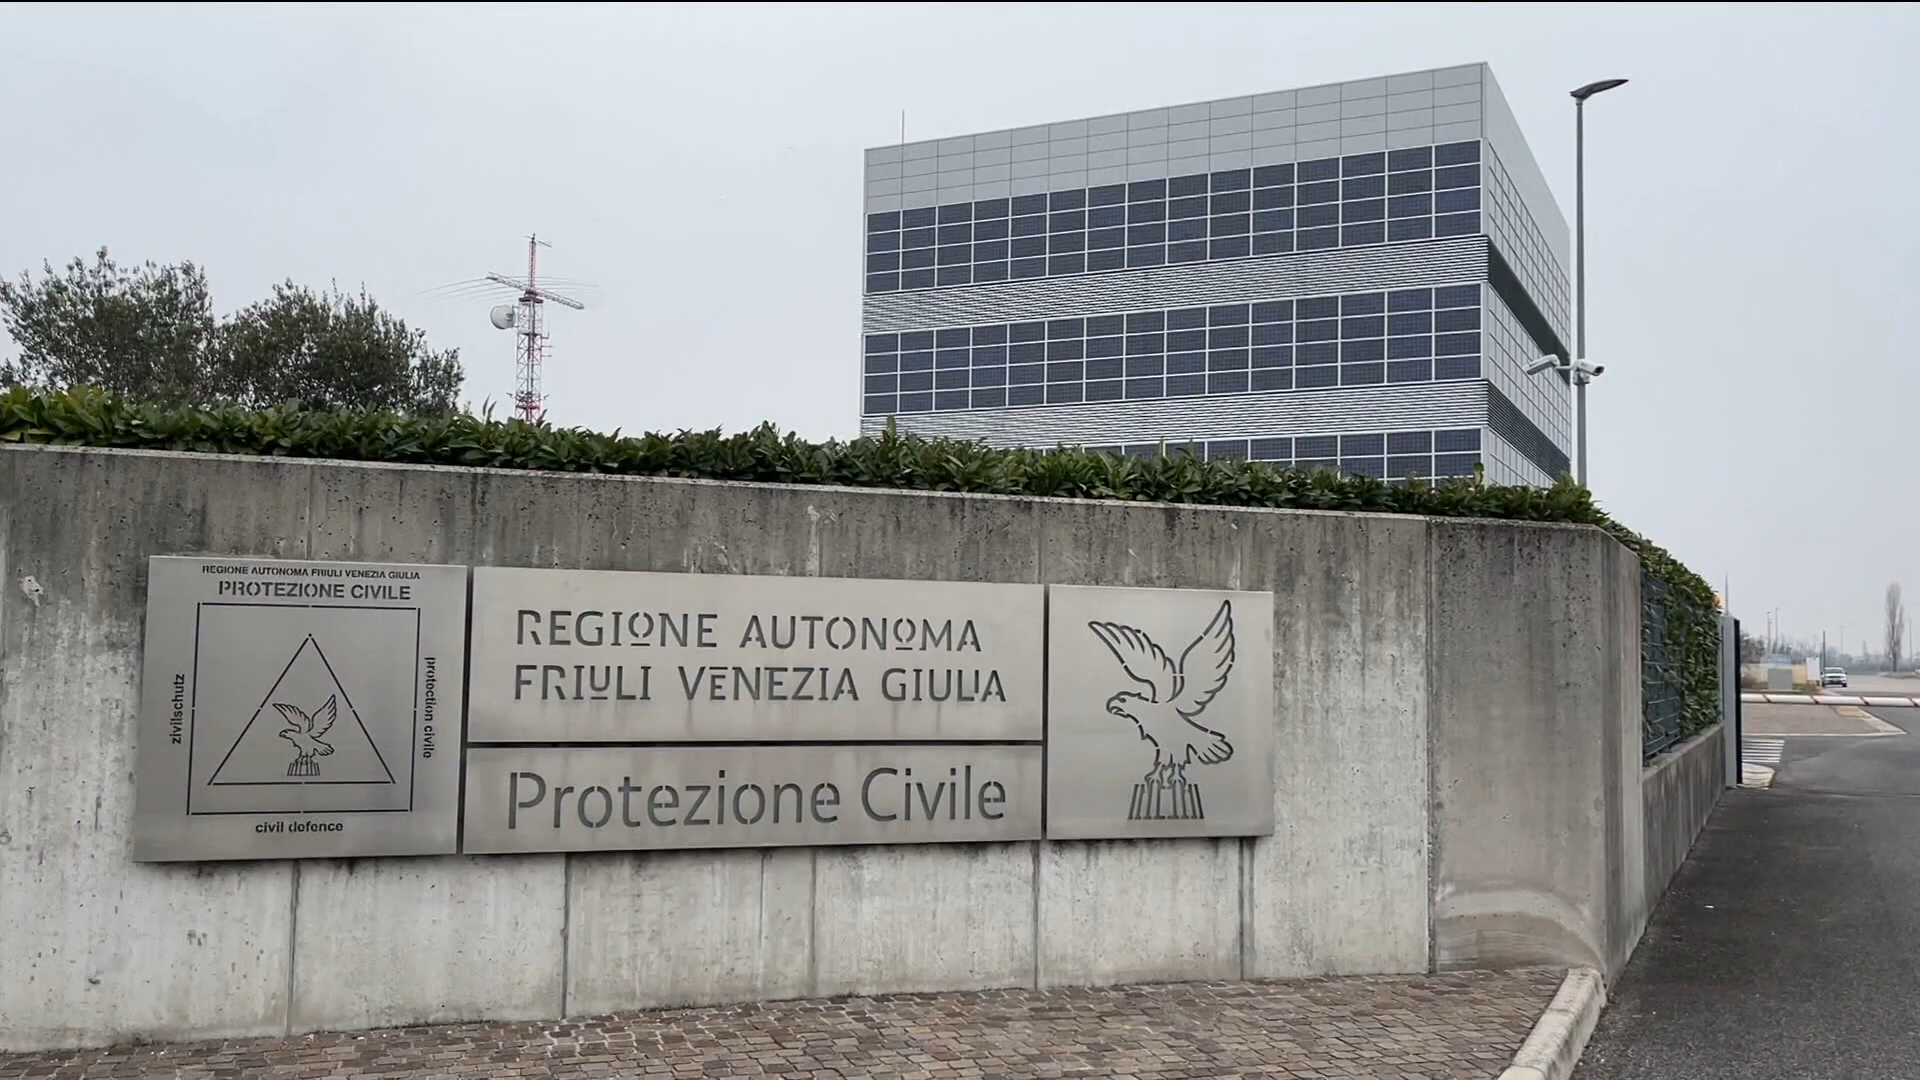 REGIONE AUTONOMA FRIULI VENEZIA GIULIA
PROTEZIONE CIVILE
zivilschutz
protection civile
civil defence
REGIONE AUTONOMA
FRIULI VENEZIA GIULIA
Protezione Civile